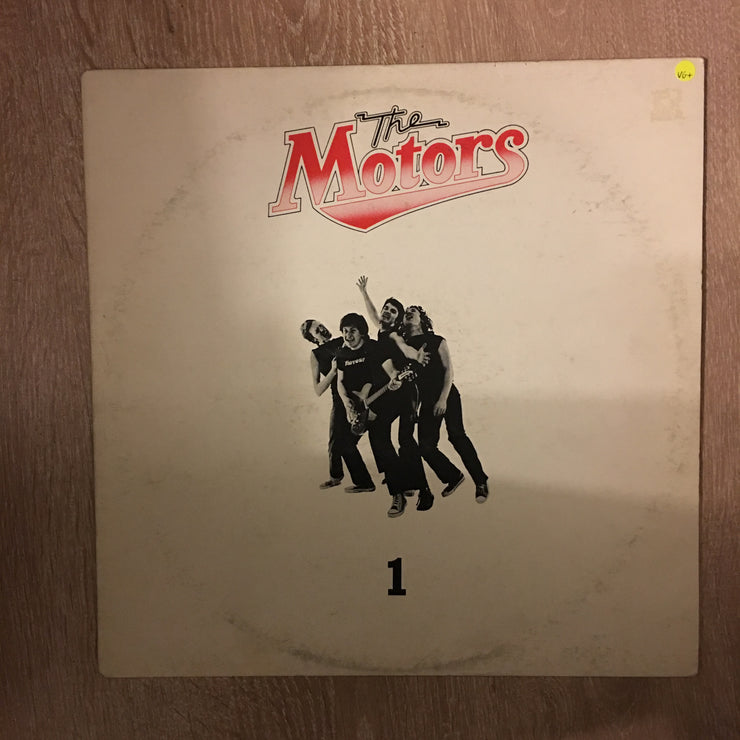 VG+
The
Motors
1